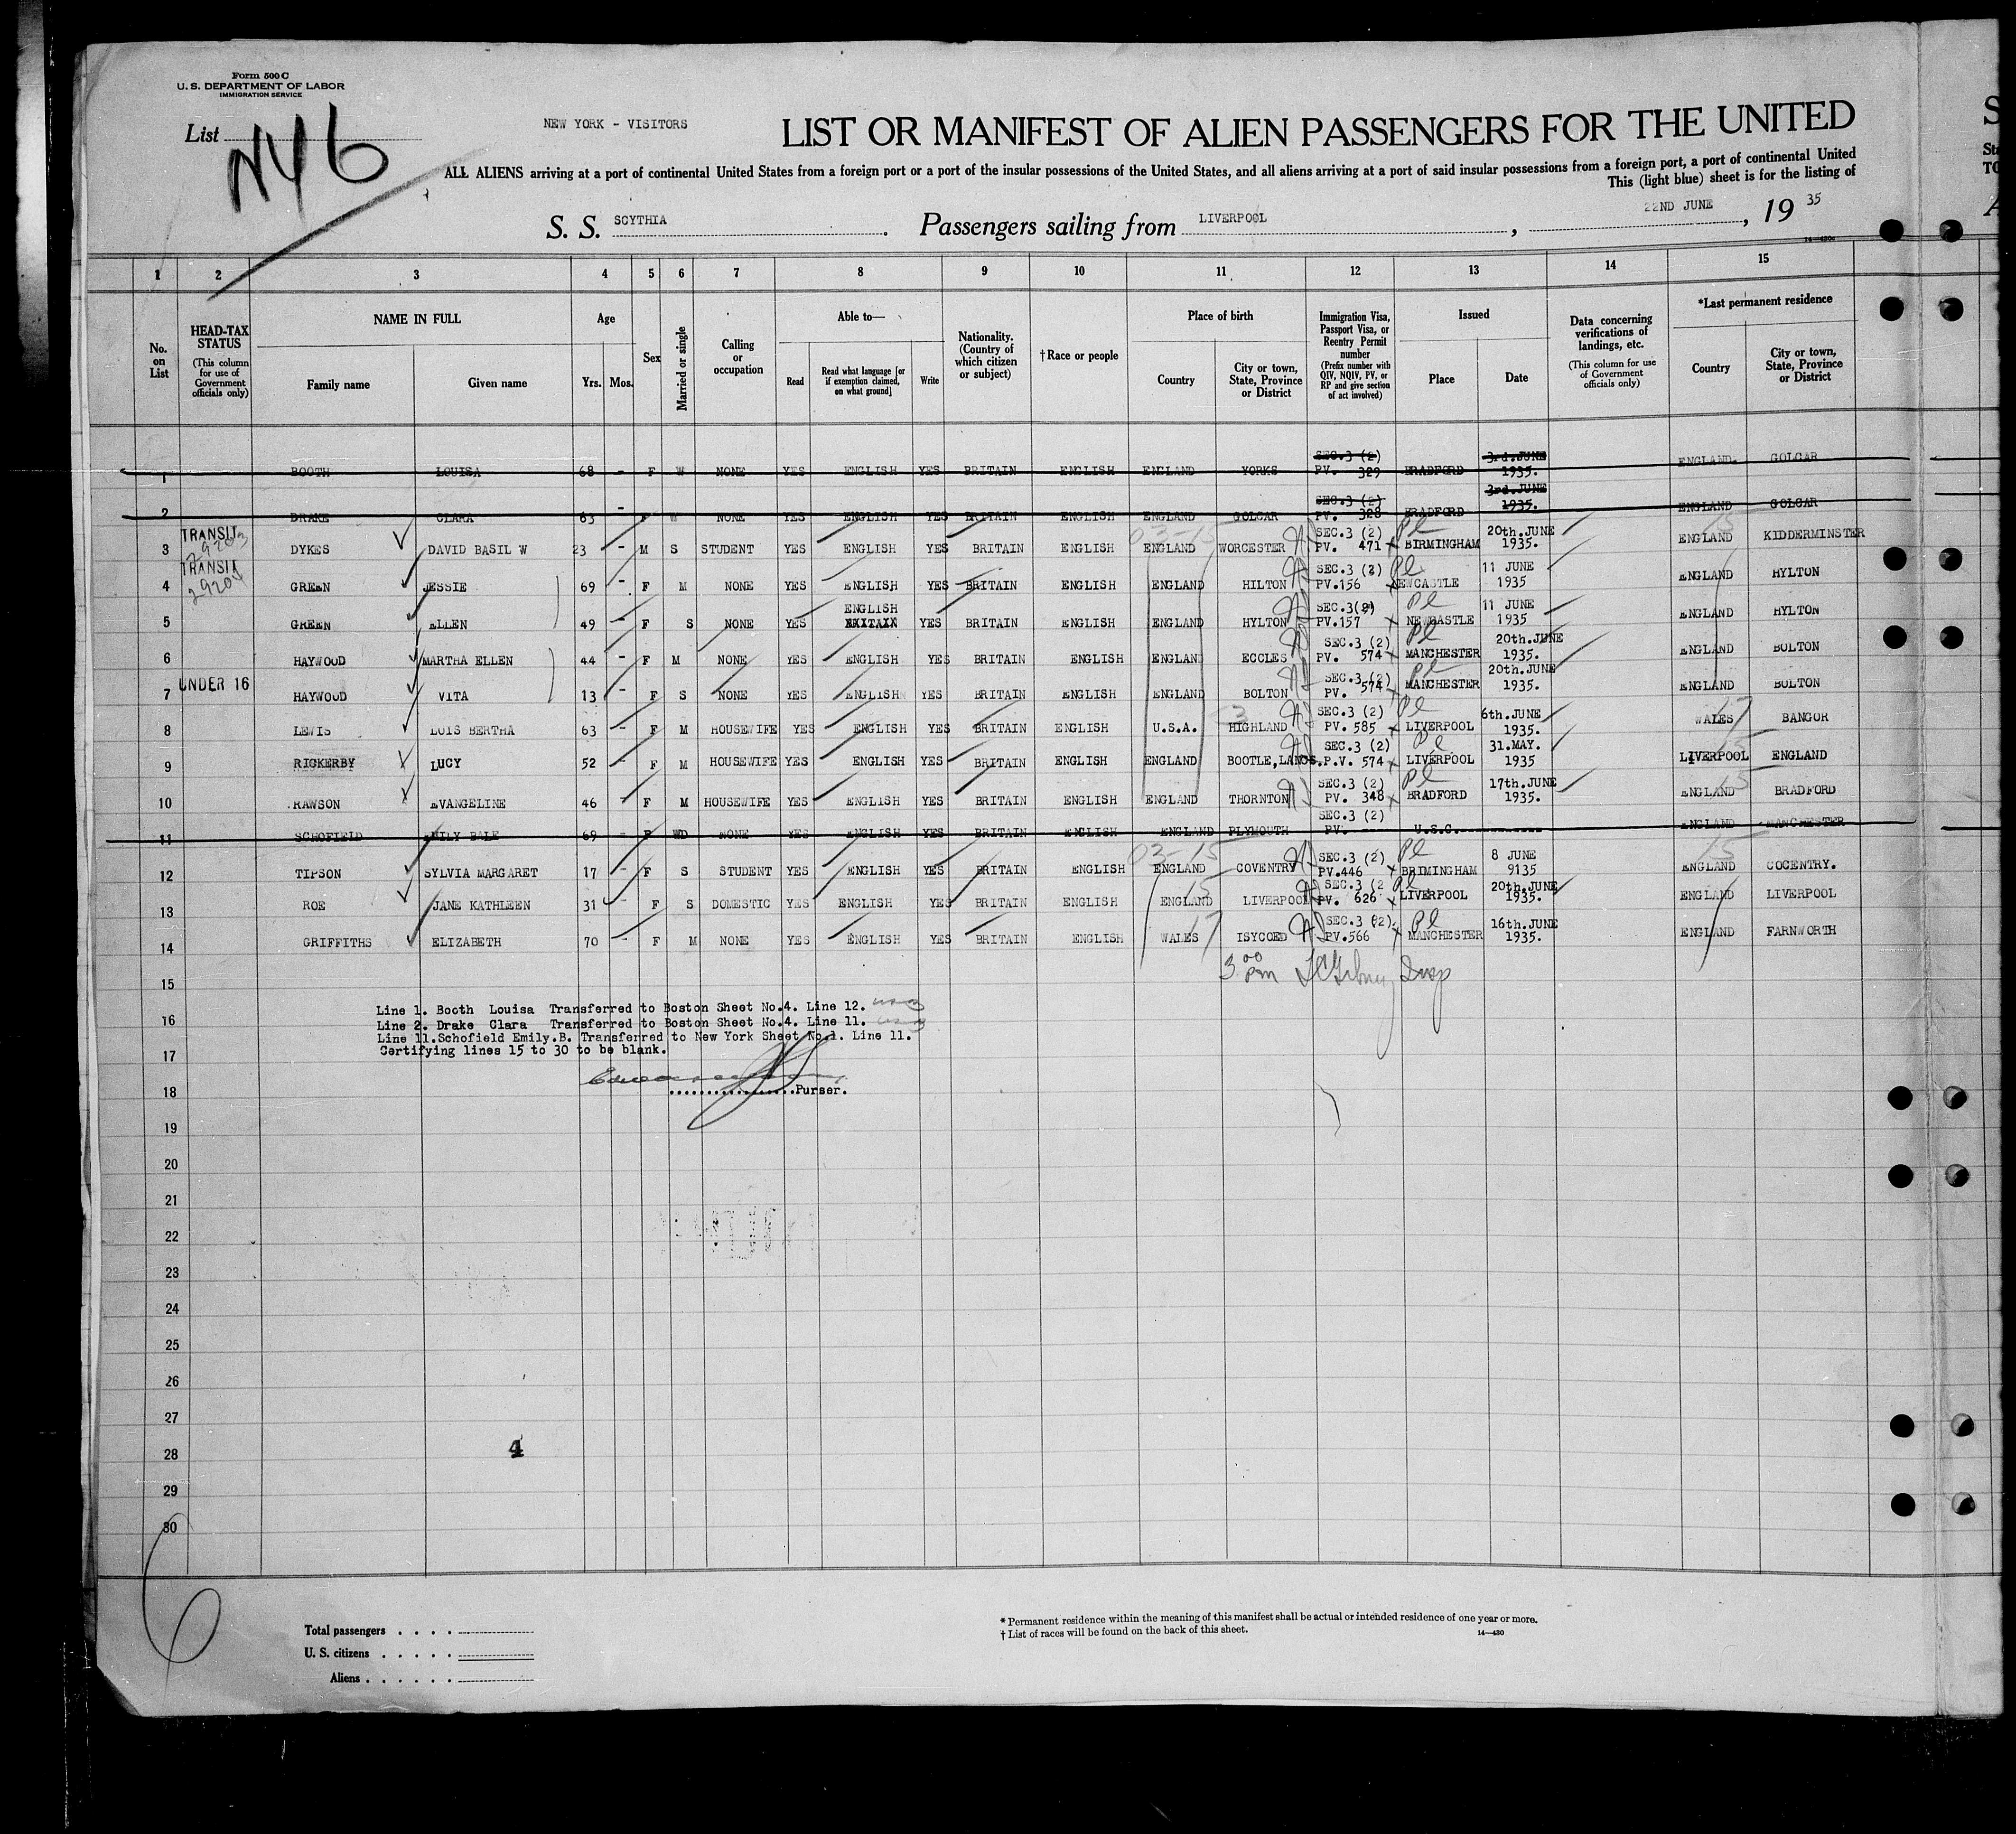 Form 500 C
U. S. DEPARTMENT OF LABOR
IMMIGRATION SERVICE
List
NEW YORK - VISITORS
LIST OR MANIFEST OF ALIEN PASSENGERS FOR THE UNITED
ALL ALIENS arriving at a port of continental United States from a foreign port or a port of the insular possessions of the United States, and all aliens arriving at a port of said insular possessions from a foreign port, a port of continental United
This (light blue) sheet is for the listing of
S. S. SCYTHIA. Passengers sailing from LIVERPOOL, 22ND JUNE, 19 35
14—430
1 2 3 4 5 6 7 8 9 10 11 12 13 14 15
No. on List
HEAD-TAX STATUS (This column for use of Government officials only)
NAME IN FULL
Family name Given name
Age
Yrs. Mos.
Sex
Married or single
Calling or occupation
Able to—
Read Read what language [or if exemption claimed, on what ground] Write
Nationality. (Country of which citizen or subject)
†Race or people
Place of birth
Country City or town, State, Province or District
Immigration Visa, Passport Visa, or Reentry Permit number (Prefix number with QIV, NQIV, PV, or RP and give section of act involved)
Issued
Place Date
Data concerning verifications of landings, etc. (This column for use of Government officials only)
*Last permanent residence
Country City or town, State, Province or District
1 BOOTH LOUISA 68 - F W NONE YES ENGLISH YES BRITAIN ENGLISH ENGLAND YORKS SEC.3 (2) PV. 329 BRADFORD 3rd.JUNE 1935. ENGLAND. GOLCAR
2 DRAKE CLARA 63 - F W NONE YES ENGLISH YES BRITAIN ENGLISH ENGLAND GOLCAR SEC.3 (2) PV. 328 BRADFORD 3rd.JUNE 1935. ENGLAND GOLCAR
3 TRANSIT DYKES DAVID BASIL W 23 - M S STUDENT YES ENGLISH YES BRITAIN ENGLISH ENGLAND WORCESTER SEC.3 (2) PV. 471 BIRMINGHAM 20th.JUNE 1935. ENGLAND KIDDERMINSTER
4 TRANSIT GREEN JESSIE 69 - F M NONE YES ENGLISH YES BRITAIN ENGLISH ENGLAND HILTON SEC.3 (2) PV.156 NEWCASTLE 11 JUNE 1935 ENGLAND HYLTON
5 GREEN ELLEN 49 - F S NONE YES ENGLISH YES BRITAIN ENGLISH ENGLAND HYLTON SEC.3(2) PV.157 NEWCASTLE 11 JUNE 1935 ENGLAND HYLTON
6 HAYWOOD MARTHA ELLEN 44 - F M NONE YES ENGLISH YES BRITAIN ENGLISH ENGLAND ECCLES SEC.3 (2) PV. 574 MANCHESTER 20th.JUNE 1935. ENGLAND BOLTON
7 UNDER 16 HAYWOOD VITA 13 - F S NONE YES ENGLISH YES BRITAIN ENGLISH ENGLAND BOLTON SEC.3 (2) PV. 574 MANCHESTER 20th.JUNE 1935. ENGLAND BOLTON
8 LEWIS LOIS BERTHA 63 F M HOUSEWIFE YES ENGLISH YES BRITAIN ENGLISH U.S.A. HIGHLAND SEC.3 (2) PV. 585 LIVERPOOL 6th.JUNE 1935. WALES BANGOR
9 RICKERBY LUCY 52 - F M HOUSEWIFE YES ENGLISH YES BRITAIN ENGLISH ENGLAND BOOTLE, LANCS. SEC.3 (2) P.V. 574 LIVERPOOL 31.MAY. 1935 LIVERPOOL ENGLAND
10 RAWSON EVANGELINE 46 F M HOUSEWIFE YES ENGLISH YES BRITAIN ENGLISH ENGLAND THORNTON SEC.3 (2) PV. 348 BRADFORD 17th.JUNE 1935. ENGLAND BRADFORD
11 SCHOFIELD EMILY BALE 69 - F WD NONE YES ENGLISH YES BRITAIN ENGLISH ENGLAND PLYMOUTH SEC.3 (2) PV. U.S.C. ENGLAND MANCHESTER
12 TIPSON SYLVIA MARGARET 17 - F S STUDENT YES ENGLISH YES BRITAIN ENGLISH ENGLAND COVENTRY SEC.3 (2) PV.446 BRIMINGHAM 8 JUNE 9135 ENGLAND COCENTRY.
13 ROE JANE KATHLEEN 31 - F S DOMESTIC YES ENGLISH YES BRITAIN ENGLISH ENGLAND LIVERPOOL SEC.3 (2 PV. 626 LIVERPOOL 20th.JUNE 1935. ENGLAND LIVERPOOL
14 GRIFFITHS ELIZABETH 70 - F M NONE YES ENGLISH YES BRITAIN ENGLISH WALES ISYCOED SEC.3 (2). PV.566 MANCHESTER 16th.JUNE 1935. ENGLAND FARNWORTH
15
3 00 pm Insp
Line 1. Booth Louisa Transferred to Boston Sheet No.4. Line 12.
16
Line 2. Drake Clara Transferred to Boston Sheet No.4. Line 11.
Line 11.Schofield Emily.B. Transferred to New York Sheet No.1. Line 11.
17
Certifying lines 15 to 30 to be blank.
18
Purser.
19
20
21
22
23
24
25
26
27
28
4
29
30
6
Total passengers
U. S. citizens
Aliens
* Permanent residence within the meaning of this manifest shall be actual or intended residence of one year or more.
† List of races will be found on the back of this sheet.
14—430